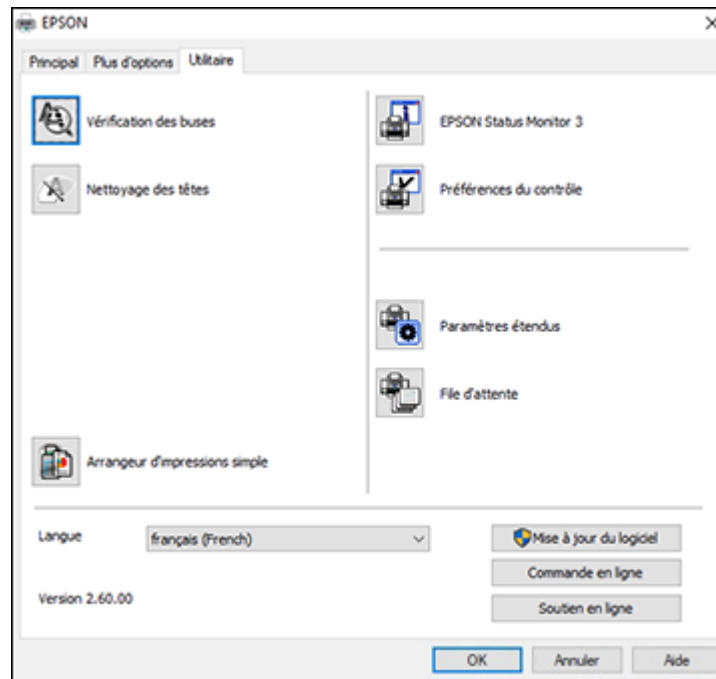 EPSON
Principal
Plus d'options
Utilitaire
Vérification des buses
Nettoyage des têtes
Arrangeur d'impressions simple
EPSON Status Monitor 3
Préférences du contrôle
Paramètres étendus
File d'attente
Langue
français (French)
Version 2.60.00
Mise à jour du logiciel
Commande en ligne
Soutien en ligne
OK
Annuler
Aide